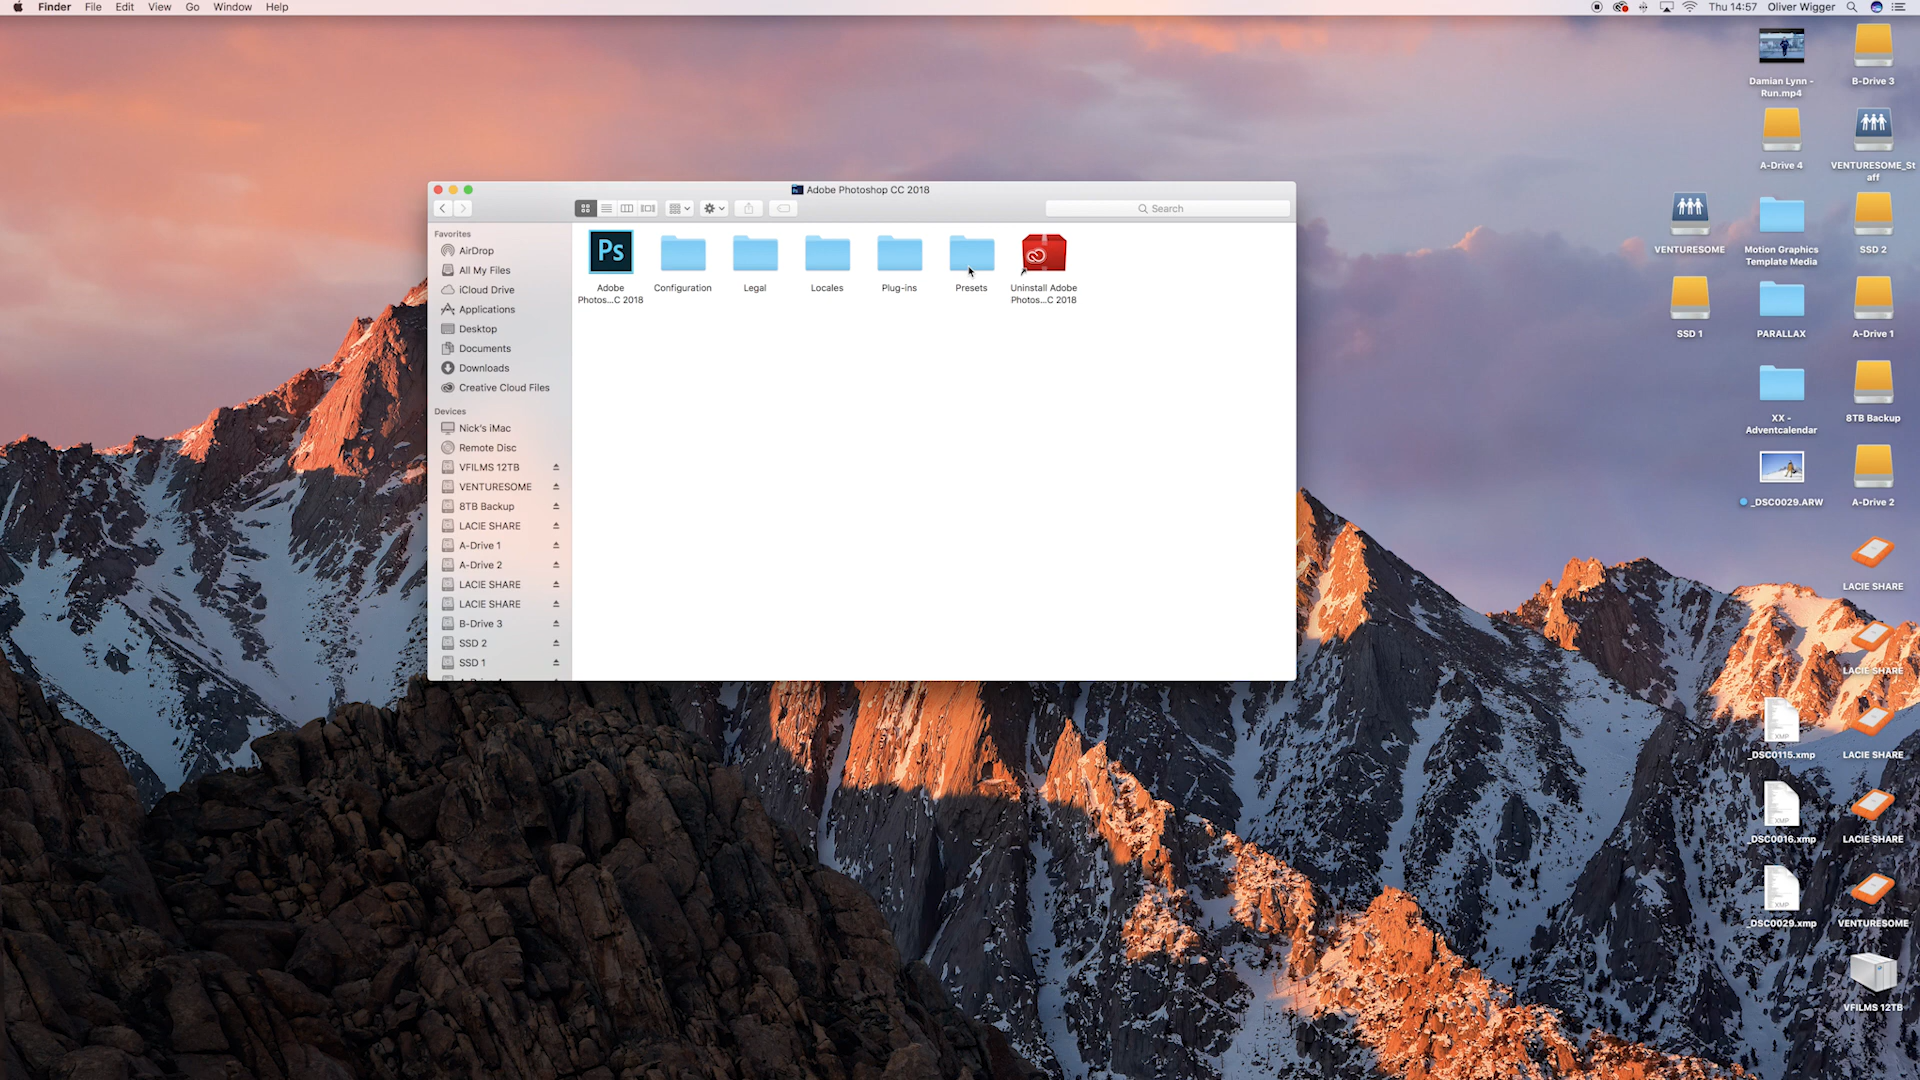 Finder File Edit View Go Window Help
Thu 14:57 Oliver Wigger
Adobe Photoshop CC 2018
Search
Favorites
AirDrop
All My Files
iCloud Drive
Applications
Desktop
Documents
Downloads
Creative Cloud Files
Devices
Nick's iMac
Remote Disc
VFILMS 12TB
VENTURESOME
8TB Backup
LACIE SHARE
A-Drive 1
A-Drive 2
LACIE SHARE
LACIE SHARE
B-Drive 3
SSD 2
SSD 1
Ps
Adobe
Photos...C 2018
Configuration
Legal
Locales
Plug-ins
Presets
Uninstall Adobe
Photos...C 2018
Damian Lynn -
Run.mp4
B-Drive 3
A-Drive 4
VENTURESOME_St
aff
VENTURESOME
Motion Graphics
Template Media
SSD 2
SSD 1
PARALLAX
A-Drive 1
XX -
Adventcalendar
8TB Backup
_DSC0029.ARW
A-Drive 2
LACIE SHARE
LACIE SHARE
XMP
_DSC0115.xmp
LACIE SHARE
XMP
_DSC0016.xmp
LACIE SHARE
XMP
_DSC0029.xmp
VENTURESOME
VFILMS 12TB